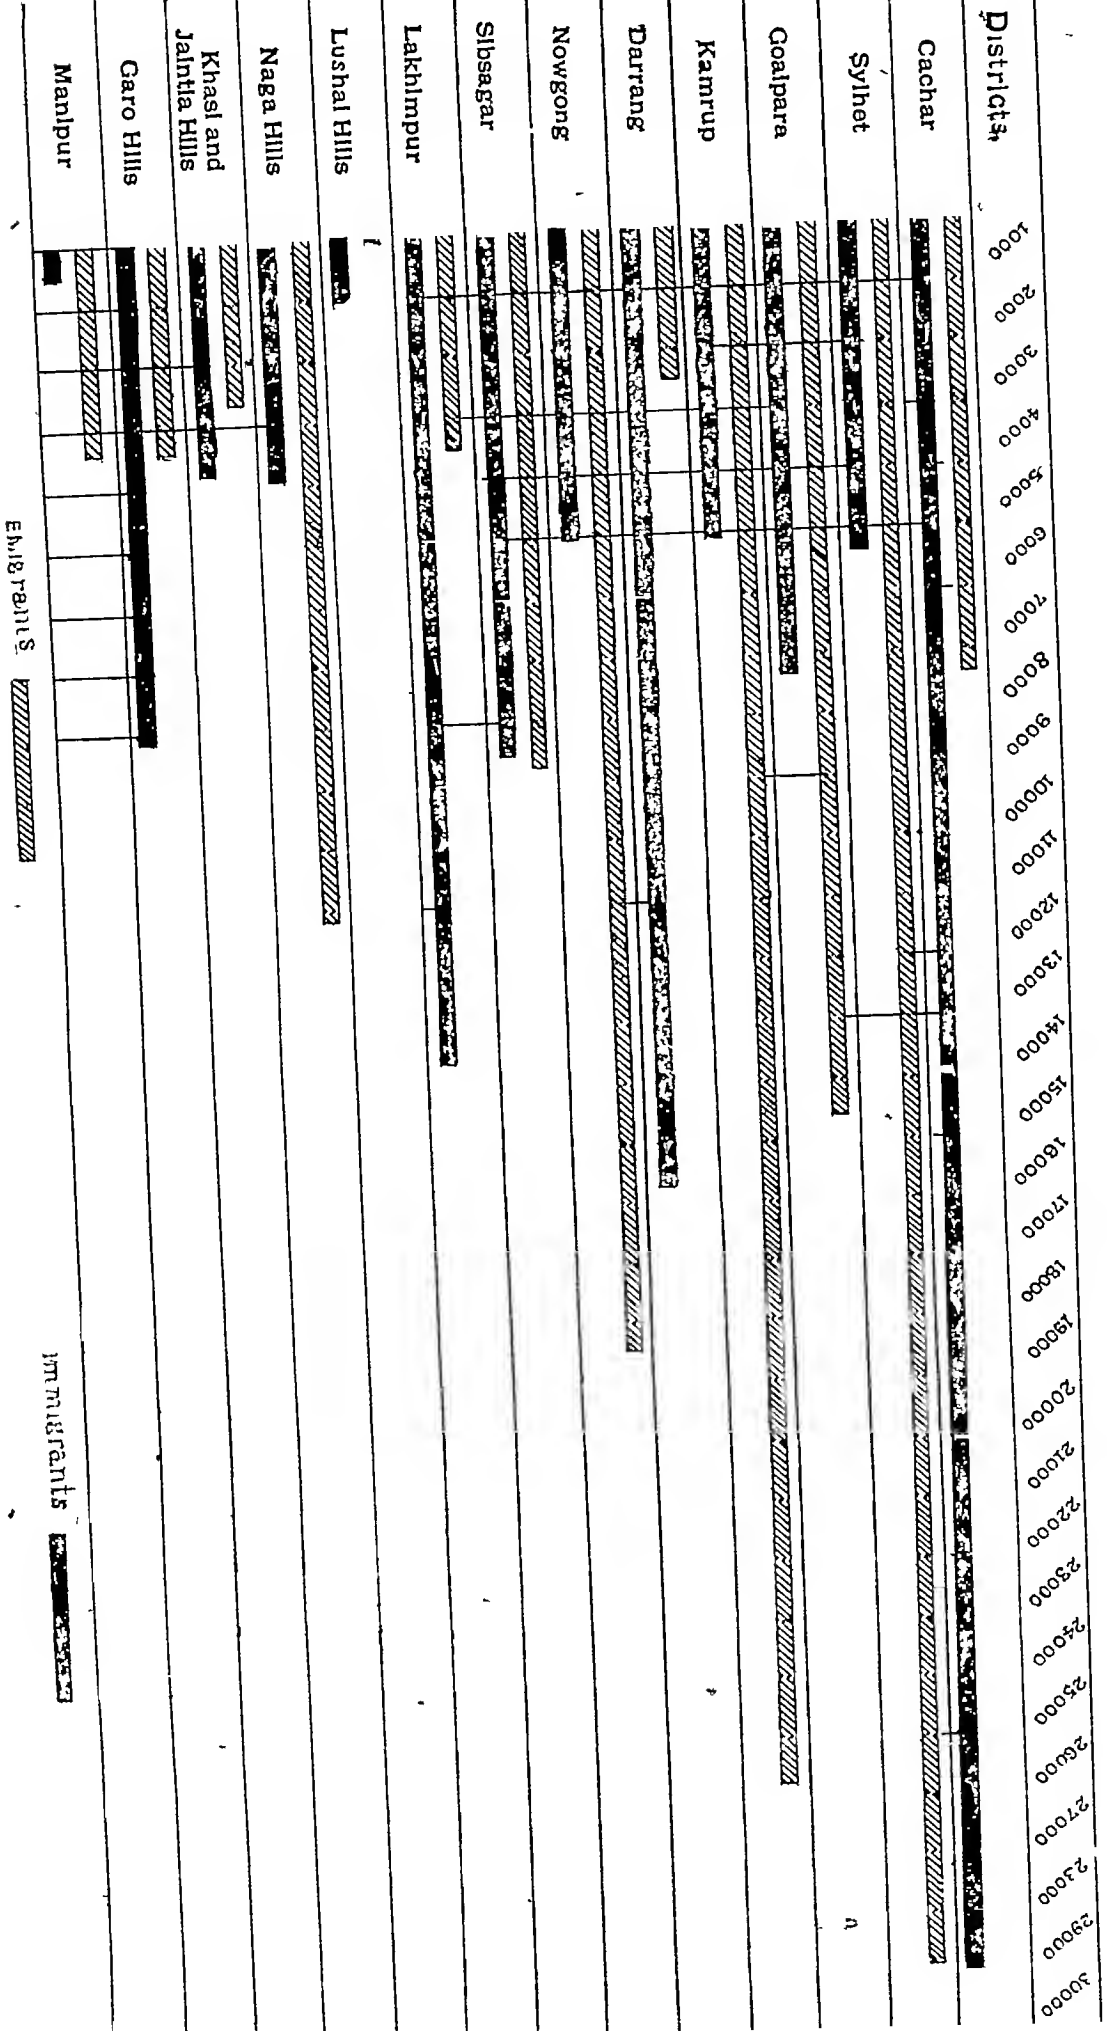 Districts,
1000 2000 3000 4000 5000 6000 7000 8000 9000 10000 11000 12000 13000 14000 15000 16000 17000 18000 19000 20000 21000 22000 23000 24000 25000 26000 27000 23000 29000 30000
Cachar
Sylhet
Goalpara
Kamrup
Darrang
Nowgong
Sibsagar
Lakhimpur
Lushai Hills
Naga Hills
Khasi and
Jaintia Hills
Garo Hills
Manipur
Emigrants
Immigrants